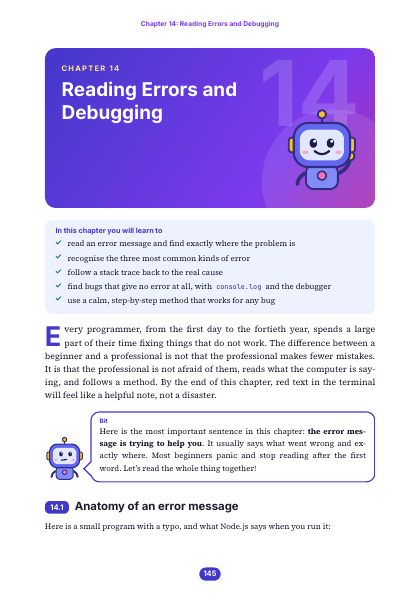 Chapter 14: Reading Errors and Debugging
14
CHAPTER 14
Reading Errors and
Debugging
In this chapter you will learn to
read an error message and find exactly where the problem is
recognise the three most common kinds of error
follow a stack trace back to the real cause
find bugs that give no error at all, with console.log and the debugger
use a calm, step-by-step method that works for any bug
Every programmer, from the first day to the fortieth year, spends a large
part of their time fixing things that do not work. The difference between a
beginner and a professional is not that the professional makes fewer mistakes.
It is that the professional is not afraid of them, reads what the computer is say-
ing, and follows a method. By the end of this chapter, red text in the terminal
will feel like a helpful note, not a disaster.
Bit
Here is the most important sentence in this chapter: the error mes-
sage is trying to help you. It usually says what went wrong and ex-
actly where. Most beginners panic and stop reading after the first
word. Let's read the whole thing together!
14.1 Anatomy of an error message
Here is a small program with a typo, and what Node.js says when you run it:
145